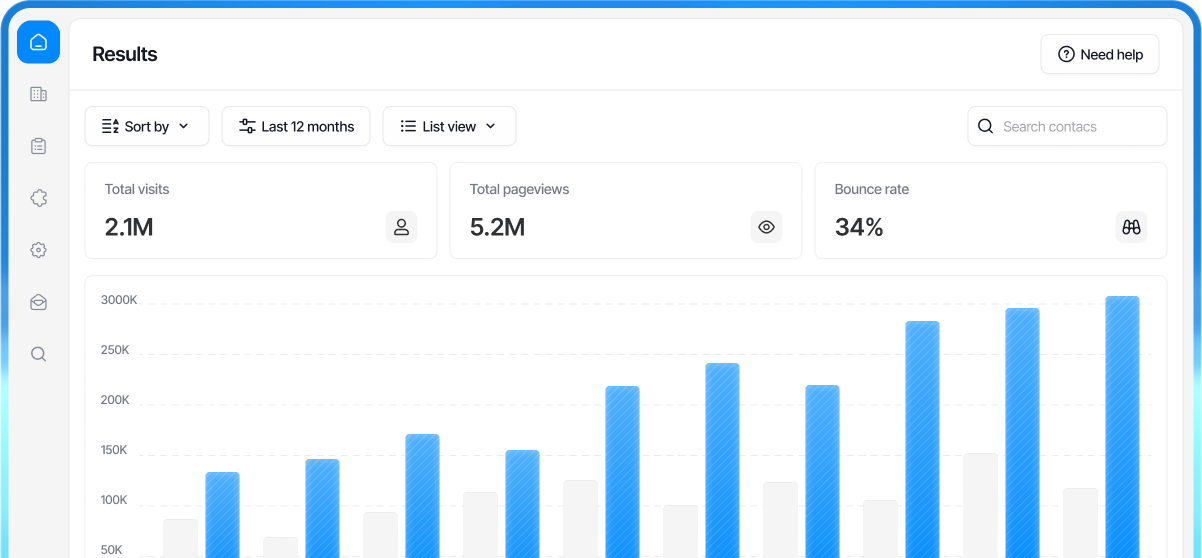 Results
Need help
Sort by
Last 12 months
List view
Search contacs
Total visits
2.1M
Total pageviews
5.2M
Bounce rate
34%
3000K
250K
200K
150K
100K
50K